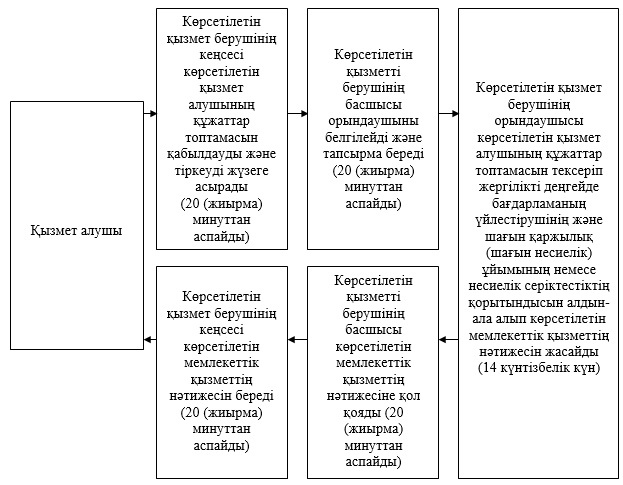 Қызмет алушы
Көрсетілетін
қызмет берушінің
кеңсесі
көрсетілетін
қызмет
алушының
құжаттар
топтамасын
қабылдауды және
тіркеуді жүзеге
асырады
(20 (жиырма)
минуттан
аспайды)
Көрсетілетін
қызметті
берушінің
басшысы
орындаушыны
белгілейді және
тапсырма береді
(20 (жиырма)
минуттан
аспайды)
Көрсетілетін қызмет
берушінің
орындаушысы
көрсетілетін қызмет
алушының құжаттар
топтамасын тексеріп
жергілікті деңгейде
бағдарламаның
үйлестірушінің және
шағын қаржылық
(шағын несиелік)
ұйымының немесе
несиелік серіктестіктің
қорытындысын алдын-
ала алып көрсетілетін
мемлекеттік қызметтің
нәтижесін жасайды
(14 күнтізбелік күн)
Көрсетілетін
қызметті
берушінің
басшысы
көрсетілетін
мемлекеттік
қызметтің
нәтижесіне қол
қояды (20
(жиырма)
минуттан
аспайды)
Көрсетілетін
қызмет берушінің
кеңсесі
көрсетілетін
мемлекеттік
қызметтің
нәтижесін береді
(20 (жиырма)
минуттан
аспайды)